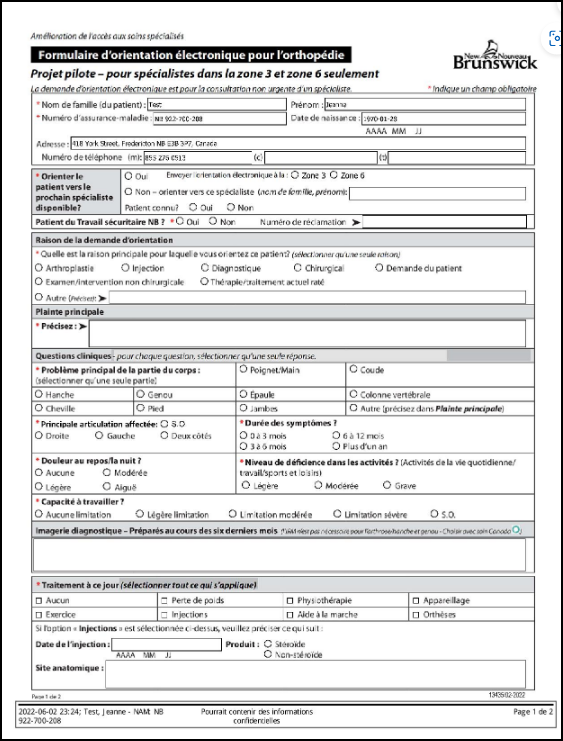 Amélioration de l'accès aux soins spécialisés
Formulaire d'orientation électronique pour l'orthopédie
New Nouveau
Brunswick
Projet pilote – pour spécialistes dans la zone 3 et zone 6 seulement
La demande d'orientation électronique est pour la consultation non urgente d'un spécialiste. * Indique un champ obligatoire
* Nom de famille (du patient) : Test Prénom : Jeanne
* Numéro d'assurance-maladie : NB 922-700-208 Date de naissance : 1970-01-28
AAAA MM JJ
Adresse : 418 York Street, Fredericton NB E3B 3P7, Canada
Numéro de téléphone (m): 895 276 6513 (c) (t)
* Orienter le patient vers le prochain spécialiste disponible?
○ Oui Envoyer l'orientation électronique à la : ○ Zone 3 ○ Zone 6
○ Non – orienter vers ce spécialiste (nom de famille, prénom):
Patient connu? ○ Oui ○ Non
Patient du Travail sécuritaire NB ? * ○ Oui ○ Non Numéro de réclamation ➤
Raison de la demande d'orientation
* Quelle est la raison principale pour laquelle vous orientez ce patient? (sélectionner qu'une seule raison)
○ Arthroplastie ○ Injection ○ Diagnostique ○ Chirurgical ○ Demande du patient
○ Examen/intervention non chirurgicale ○ Thérapie/traitement actuel raté
○ Autre (Précisez): ➤
Plainte principale
* Précisez : ➤
Questions cliniques - pour chaque question, sélectionner qu'une seule réponse.
* Problème principal de la partie du corps :
(sélectionner qu'une seule partie)
○ Poignet/Main ○ Coude
○ Hanche ○ Genou ○ Épaule ○ Colonne vertébrale
○ Cheville ○ Pied ○ Jambes ○ Autre (précisez dans Plainte principale)
* Principale articulation affectée: ○ S.O
○ Droite ○ Gauche ○ Deux côtés
* Durée des symptômes ?
○ 0 à 3 mois ○ 6 à 12 mois
○ 3 à 6 mois ○ Plus d'un an
* Douleur au repos/la nuit ?
○ Aucune ○ Modérée
○ Légère ○ Aiguë
* Niveau de déficience dans les activités ? (Activités de la vie quotidienne/
travail/sports et loisirs)
○ Légère ○ Modérée ○ Grave
* Capacité à travailler ?
○ Aucune limitation ○ Légère limitation ○ Limitation modérée ○ Limitation sévère ○ S.O.
Imagerie diagnostique – Préparés au cours des six derniers mois (l'IRM n'est pas nécessaire pour l'arthrose/hanche et genou - Choisir avec soin Canada)
* Traitement à ce jour (sélectionner tout ce qui s'applique)
□ Aucun □ Perte de poids □ Physiothérapie □ Appareillage
□ Exercice □ Injections □ Aide à la marche □ Orthèses
Si l'option « Injections » est sélectionnée ci-dessus, veuillez préciser ce qui suit :
Date de l'injection : Produit : ○ Stéroïde
AAAA MM JJ ○ Non-stéroïde
Site anatomique :
Page 1 de 2 13435 02-2022
2022-06-02 23:24; Test, Jeanne - NAM: NB
922-700-208
Pourrait contenir des informations
confidentielles
Page 1 de 2